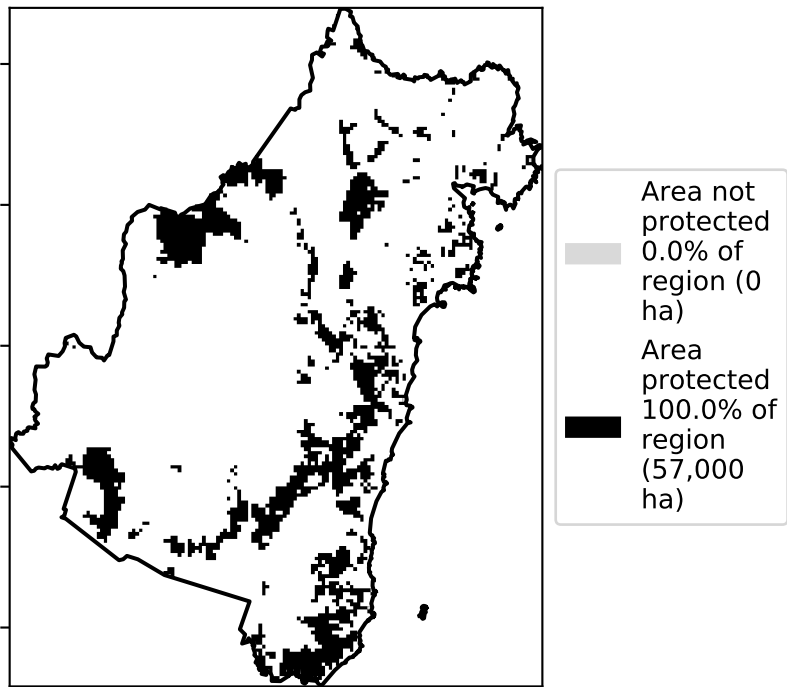 Area not
protected
0.0% of
region (0
ha)
Area
protected
100.0% of
region
(57,000
ha)